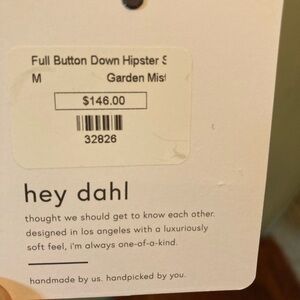 Full Button Down Hipster S
M Garden Mist
$146.00
32826
hey dahl
thought we should get to know each other.
designed in los angeles with a luxuriously
soft feel, i'm always one-of-a-kind.
handmade by us. handpicked by you.